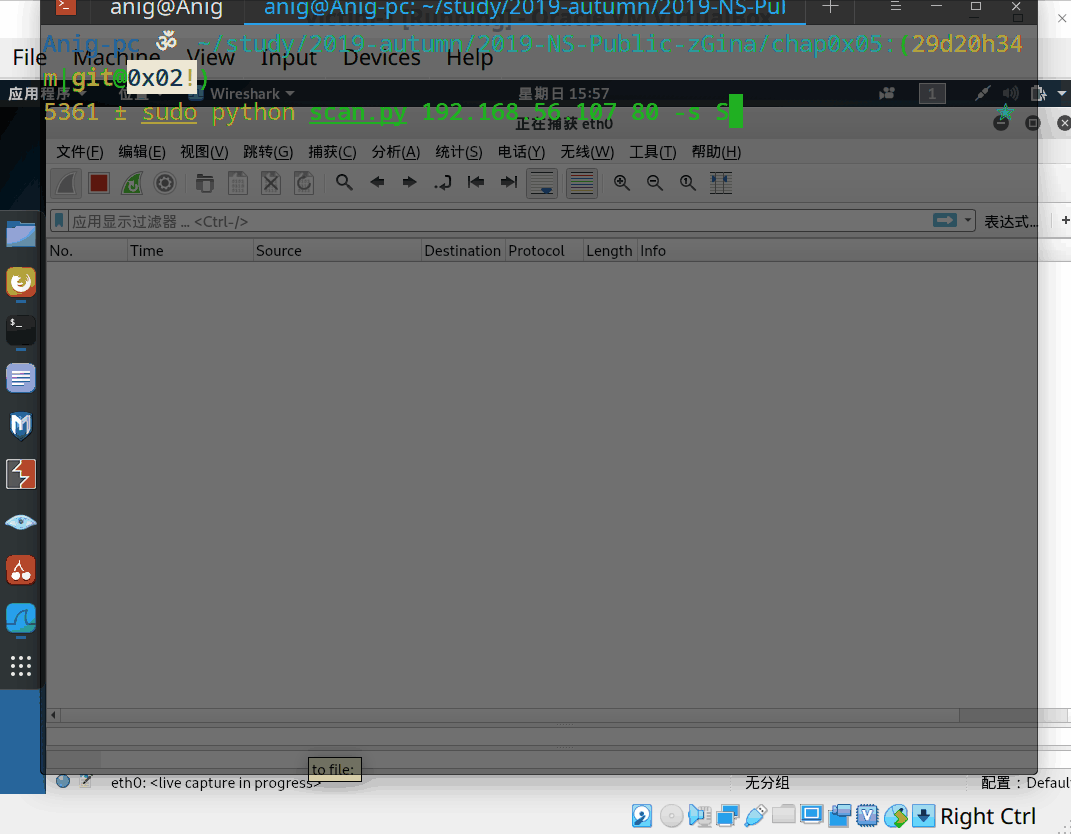 anig@Anig
anig@Anig-pc: ~/study/2019-autumn/2019-NS-Pul
Anig-pc ॐ ~/study/2019-autumn/2019-NS-Public-zGina/chap0x05:(29d20h34
m|git@0x02!)
File Machine View Input Devices Help
应用程序 位置 Wireshark 星期日 15:57 1
5361 ± sudo python scan.py 192.168.56.107 80 -s S
正在捕获 eth0
文件(F) 编辑(E) 视图(V) 跳转(G) 捕获(C) 分析(A) 统计(S) 电话(Y) 无线(W) 工具(T) 帮助(H)
应用显示过滤器 … <Ctrl-/> 表达式… +
No. Time Source Destination Protocol Length Info
to file:
eth0: <live capture in progress> 无分组 配置：Defaul
Right Ctrl